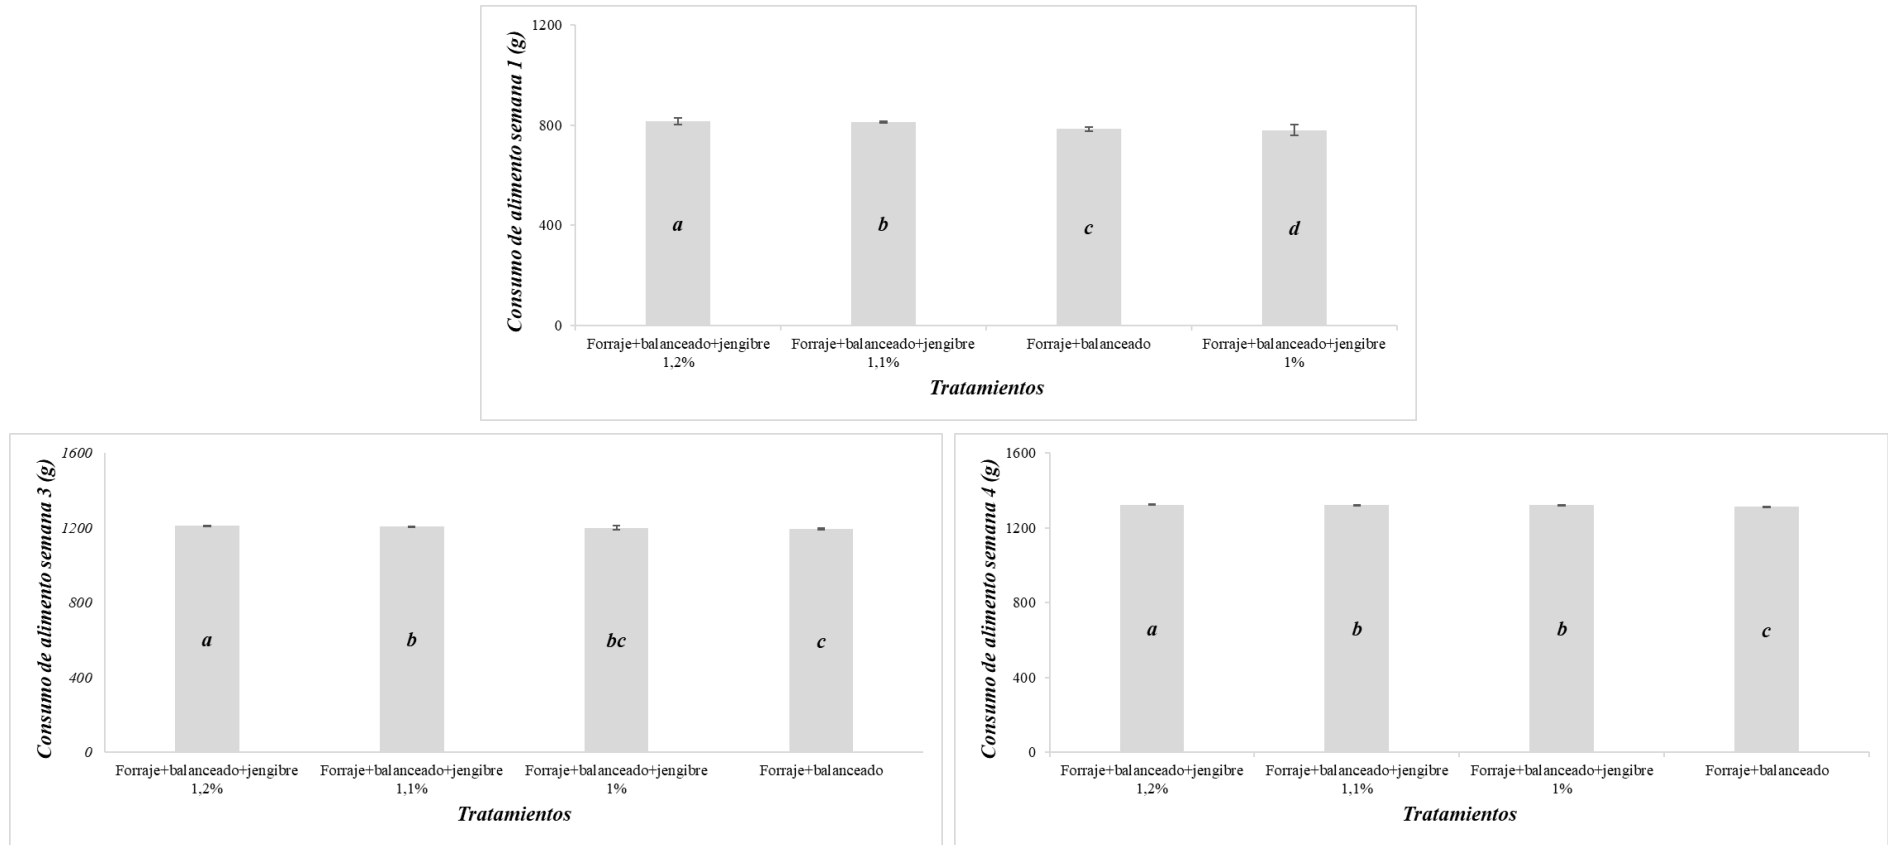 Consumo de alimento semana 1 (g)
1200
800
400
0
a
b
c
d
Forraje+balanceado+jengibre
1,2%
Forraje+balanceado+jengibre
1,1%
Forraje+balanceado
Forraje+balanceado+jengibre
1%
Tratamientos
Consumo de alimento semana 3 (g)
1600
1200
800
400
0
a
b
bc
c
Forraje+balanceado+jengibre
1,2%
Forraje+balanceado+jengibre
1,1%
Forraje+balanceado+jengibre
1%
Forraje+balanceado
Tratamientos
Consumo de alimento semana 4 (g)
1600
1200
800
400
0
a
b
b
c
Forraje+balanceado+jengibre
1,2%
Forraje+balanceado+jengibre
1,1%
Forraje+balanceado+jengibre
1%
Forraje+balanceado
Tratamientos